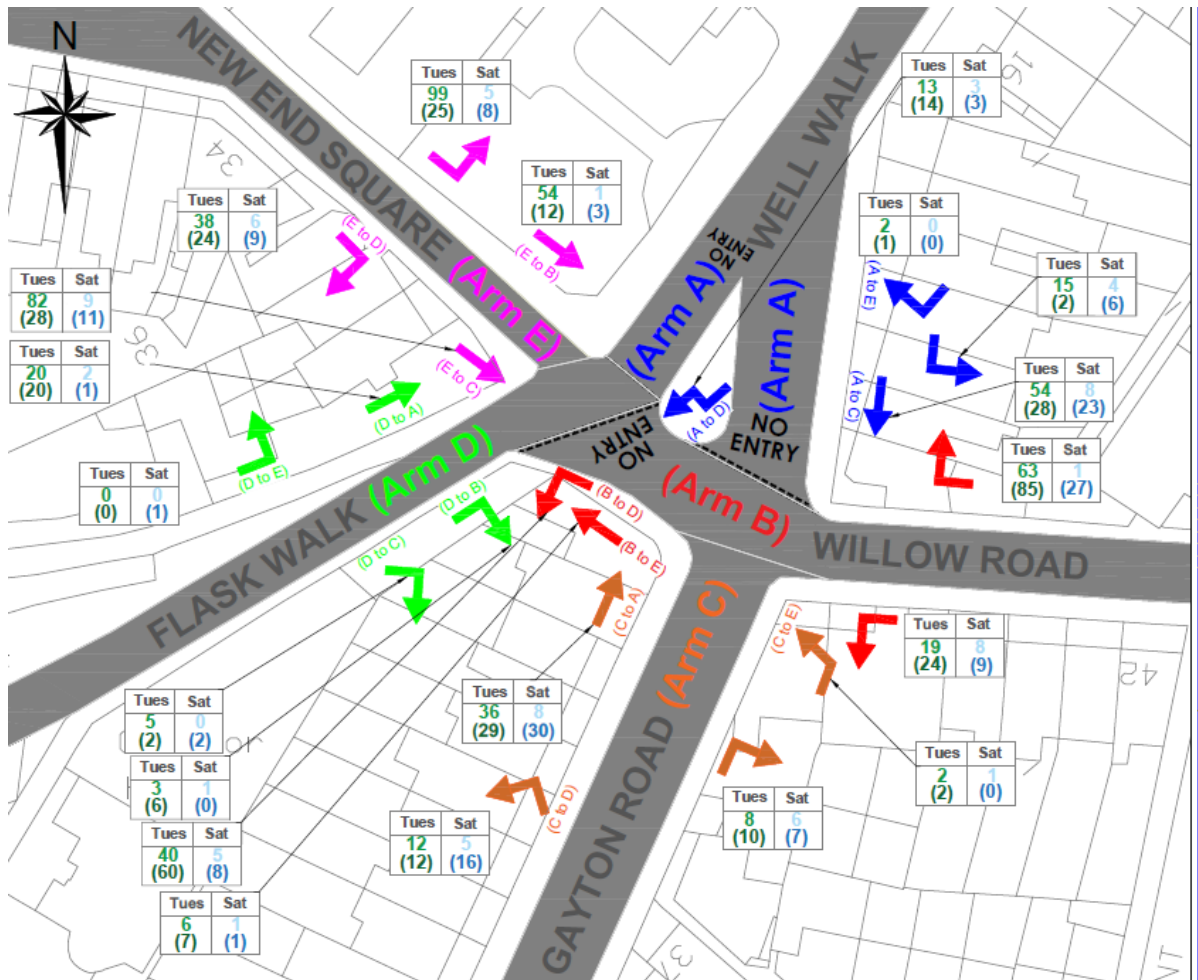 N
NEW END SQUARE
(Arm E)
WELL WALK
NO ENTRY
(Arm A)
(Arm A)
NO
ENTRY
NO
ENTRY
(Arm B)
WILLOW ROAD
FLASK WALK (Arm D)
GAYTON ROAD (Arm C)
Tues Sat
99 5
(25) (8)
Tues Sat
54 1
(12) (3)
(E to B)
Tues Sat
13 3
(14) (3)
(A to D)
Tues Sat
38 6
(24) (9)
(E to D)
Tues Sat
82 9
(28) (11)
(E to C)
Tues Sat
20 2
(20) (1)
(D to A)
Tues Sat
0 0
(0) (1)
(D to E)
Tues Sat
2 0
(1) (0)
(A to E)
Tues Sat
15 4
(2) (6)
Tues Sat
54 8
(28) (23)
(A to C)
Tues Sat
63 1
(85) (27)
(D to B)
(D to C)
(B to D)
(B to E)
(C to A)
Tues Sat
5 0
(2) (2)
Tues Sat
3 1
(6) (0)
Tues Sat
40 5
(60) (8)
Tues Sat
6 1
(7) (1)
Tues Sat
36 8
(29) (30)
Tues Sat
12 5
(12) (16)
(C to D)
(C to E)
Tues Sat
19 8
(24) (9)
Tues Sat
2 1
(2) (0)
Tues Sat
8 6
(10) (7)
34
36
16
42